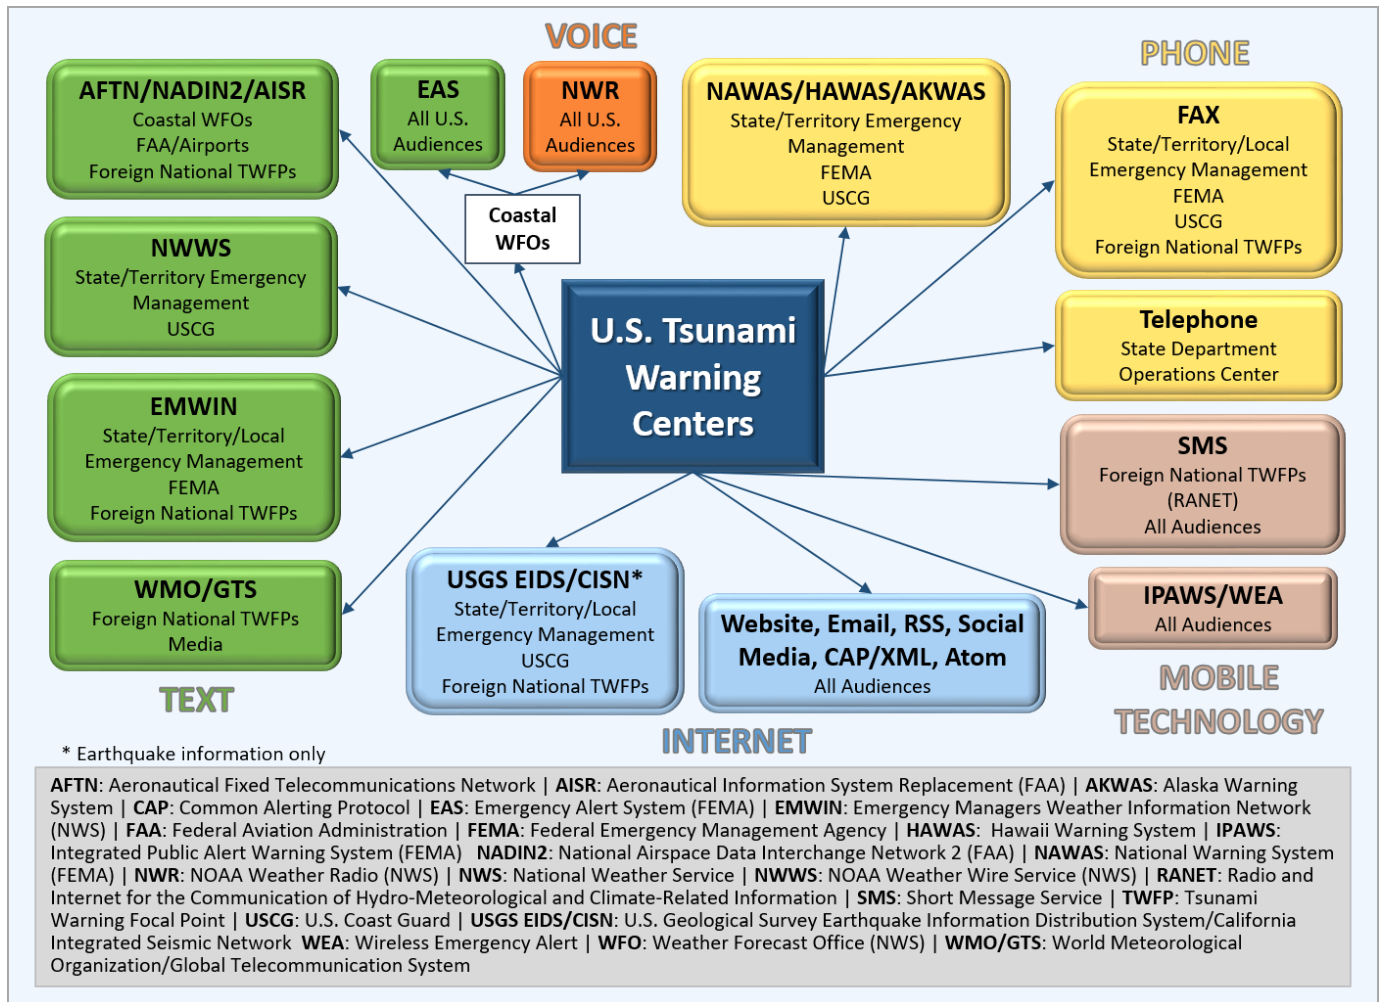 VOICE
PHONE
AFTN/NADIN2/AISR
Coastal WFOs
FAA/Airports
Foreign National TWFPs
EAS
All U.S.
Audiences
NWR
All U.S.
Audiences
NAWAS/HAWAS/AKWAS
State/Territory Emergency
Management
FEMA
USCG
FAX
State/Territory/Local
Emergency Management
FEMA
USCG
Foreign National TWFPs
Coastal
WFOs
NWWS
State/Territory Emergency
Management
USCG
U.S. Tsunami
Warning
Centers
Telephone
State Department
Operations Center
EMWIN
State/Territory/Local
Emergency Management
FEMA
Foreign National TWFPs
SMS
Foreign National TWFPs
(RANET)
All Audiences
WMO/GTS
Foreign National TWFPs
Media
USGS EIDS/CISN*
State/Territory/Local
Emergency Management
USCG
Foreign National TWFPs
Website, Email, RSS, Social
Media, CAP/XML, Atom
All Audiences
IPAWS/WEA
All Audiences
TEXT
INTERNET
MOBILE
TECHNOLOGY
* Earthquake information only
AFTN: Aeronautical Fixed Telecommunications Network | AISR: Aeronautical Information System Replacement (FAA) | AKWAS: Alaska Warning
System | CAP: Common Alerting Protocol | EAS: Emergency Alert System (FEMA) | EMWIN: Emergency Managers Weather Information Network
(NWS) | FAA: Federal Aviation Administration | FEMA: Federal Emergency Management Agency | HAWAS: Hawaii Warning System | IPAWS:
Integrated Public Alert Warning System (FEMA) NADIN2: National Airspace Data Interchange Network 2 (FAA) | NAWAS: National Warning System
(FEMA) | NWR: NOAA Weather Radio (NWS) | NWS: National Weather Service | NWWS: NOAA Weather Wire Service (NWS) | RANET: Radio and
Internet for the Communication of Hydro-Meteorological and Climate-Related Information | SMS: Short Message Service | TWFP: Tsunami
Warning Focal Point | USCG: U.S. Coast Guard | USGS EIDS/CISN: U.S. Geological Survey Earthquake Information Distribution System/California
Integrated Seismic Network WEA: Wireless Emergency Alert | WFO: Weather Forecast Office (NWS) | WMO/GTS: World Meteorological
Organization/Global Telecommunication System